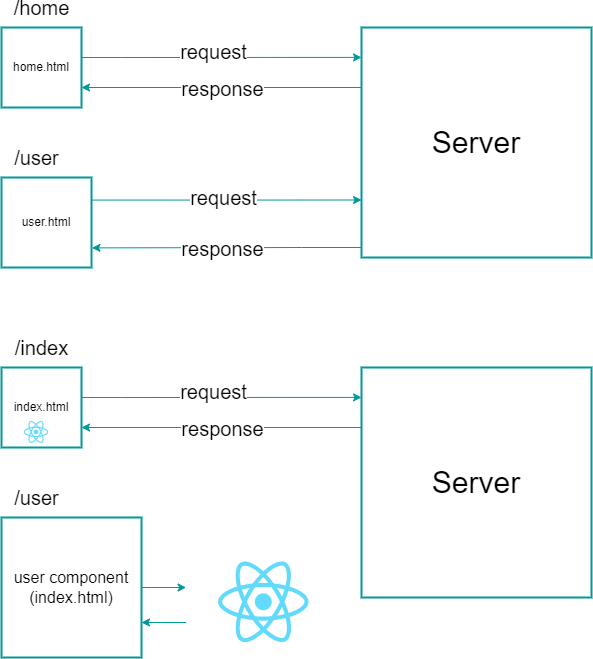 /home
home.html
request
response
Server
/user
user.html
request
response
/index
index.html
request
response
Server
/user
user component
(index.html)